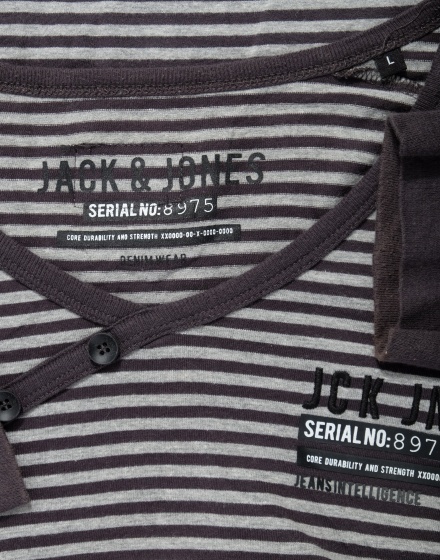 L
JACK & JONES
SERIAL NO: 8975
CORE DURABILITY AND STRENGTH XX0000-00-X-0000-0000
DENIM WEAR
JCK JN
SERIAL NO: 897
CORE DURABILITY AND STRENGTH XX000
JEANS INTELLIGENCE